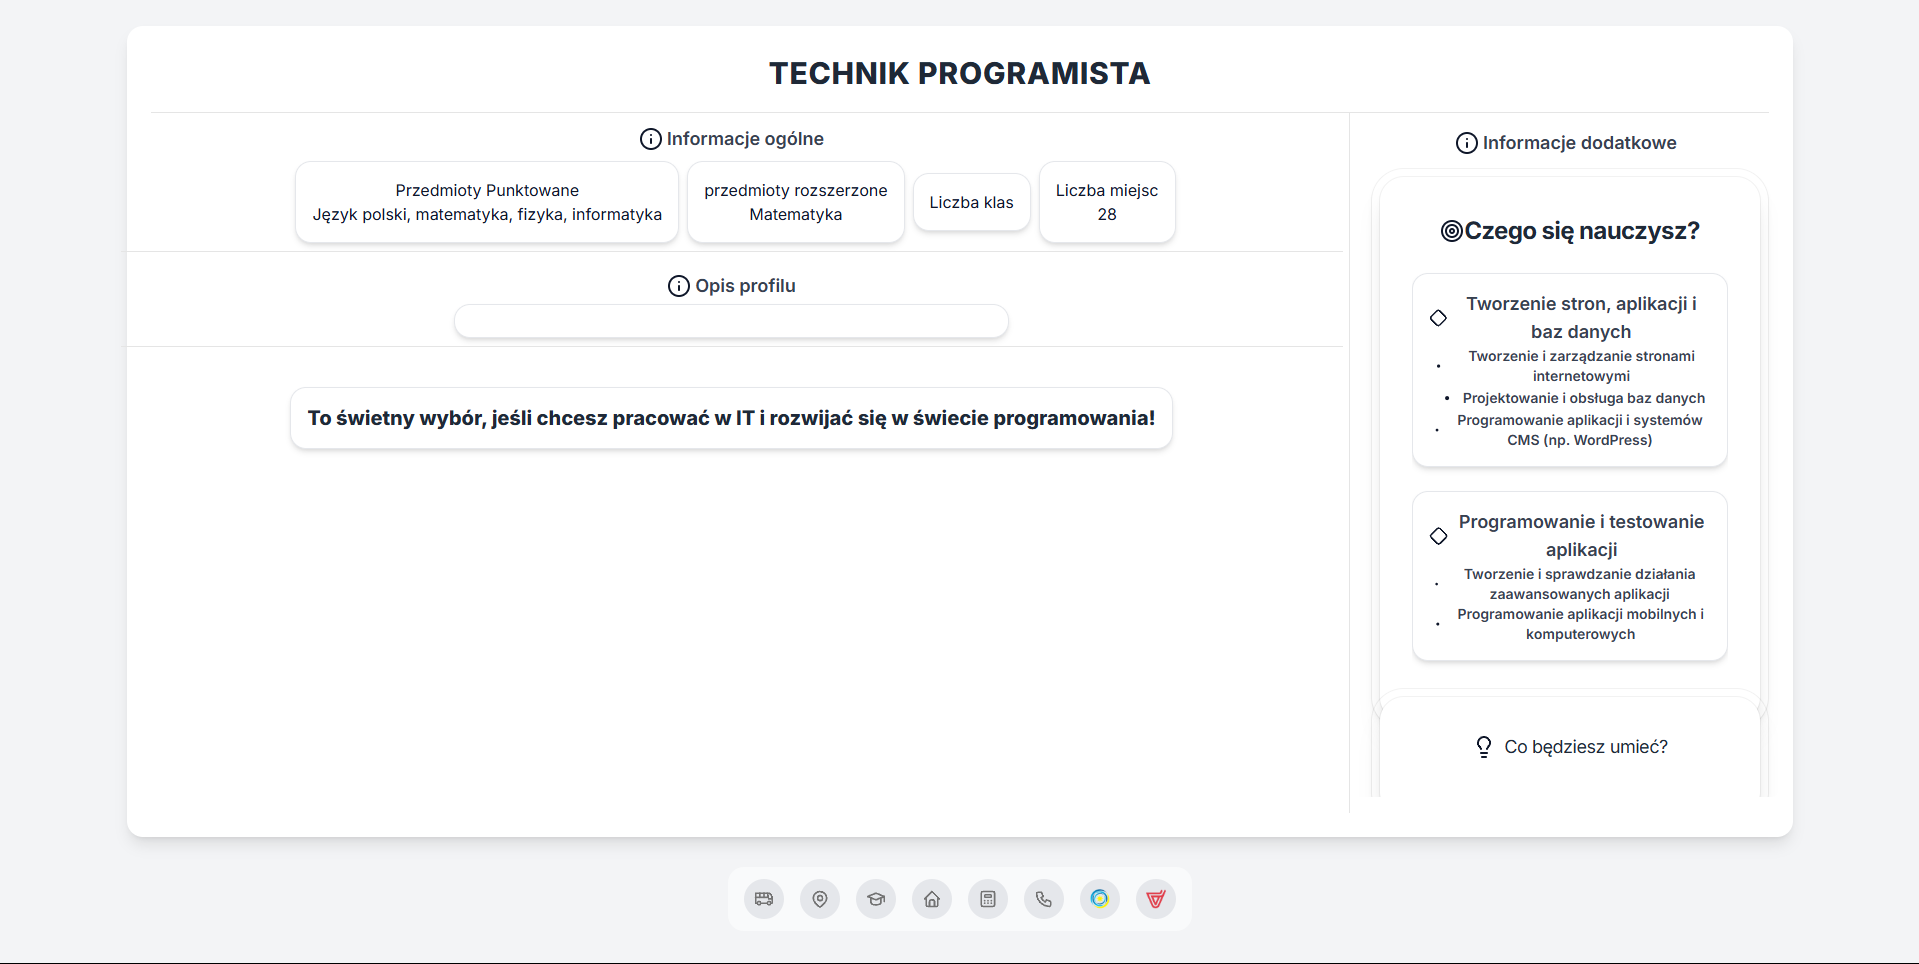 TECHNIK PROGRAMISTA
Informacje ogólne
Przedmioty Punktowane
Język polski, matematyka, fizyka, informatyka
przedmioty rozszerzone
Matematyka
Liczba klas
Liczba miejsc
28
Opis profilu
To świetny wybór, jeśli chcesz pracować w IT i rozwijać się w świecie programowania!
Informacje dodatkowe
Czego się nauczysz?
Tworzenie stron, aplikacji i
baz danych
Tworzenie i zarządzanie stronami
internetowymi
Projektowanie i obsługa baz danych
Programowanie aplikacji i systemów
CMS (np. WordPress)
Programowanie i testowanie
aplikacji
Tworzenie i sprawdzanie działania
zaawansowanych aplikacji
Programowanie aplikacji mobilnych i
komputerowych
Co będziesz umieć?